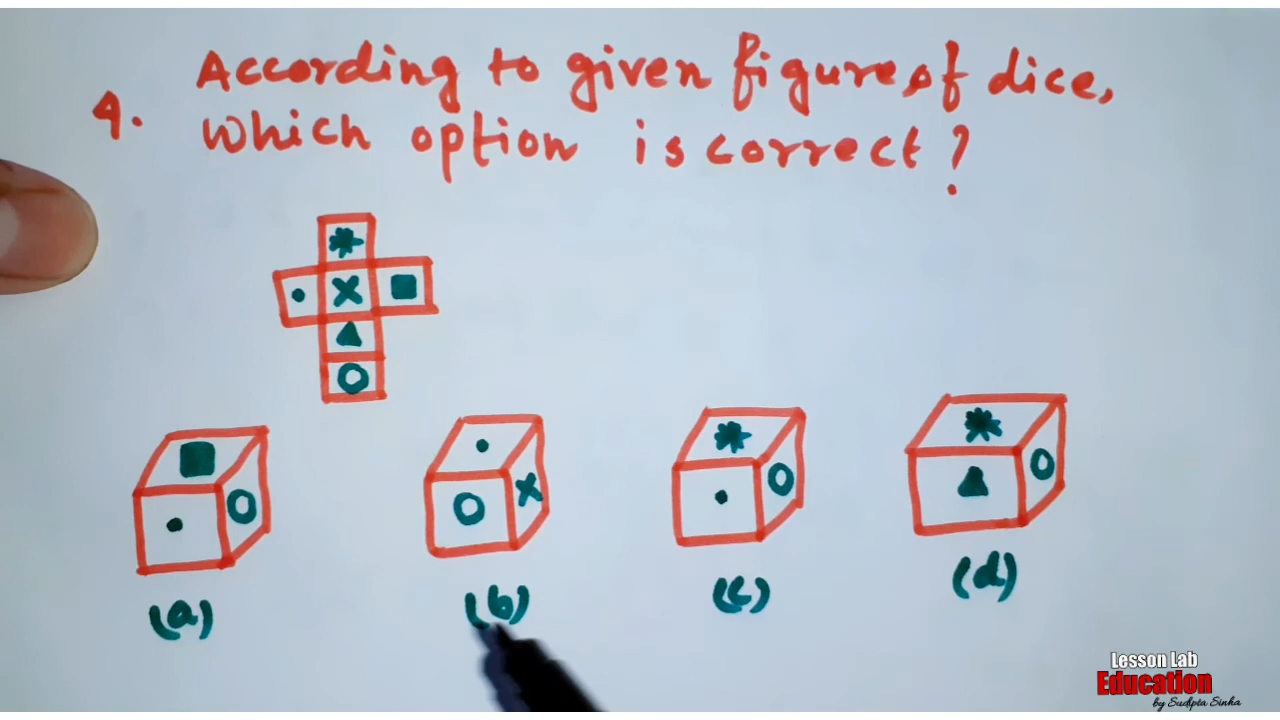 According to given figure of dice,
4. Which option is correct?
(a) (b) (c) (d)
Lesson Lab
Education
by Sudipta Sinha